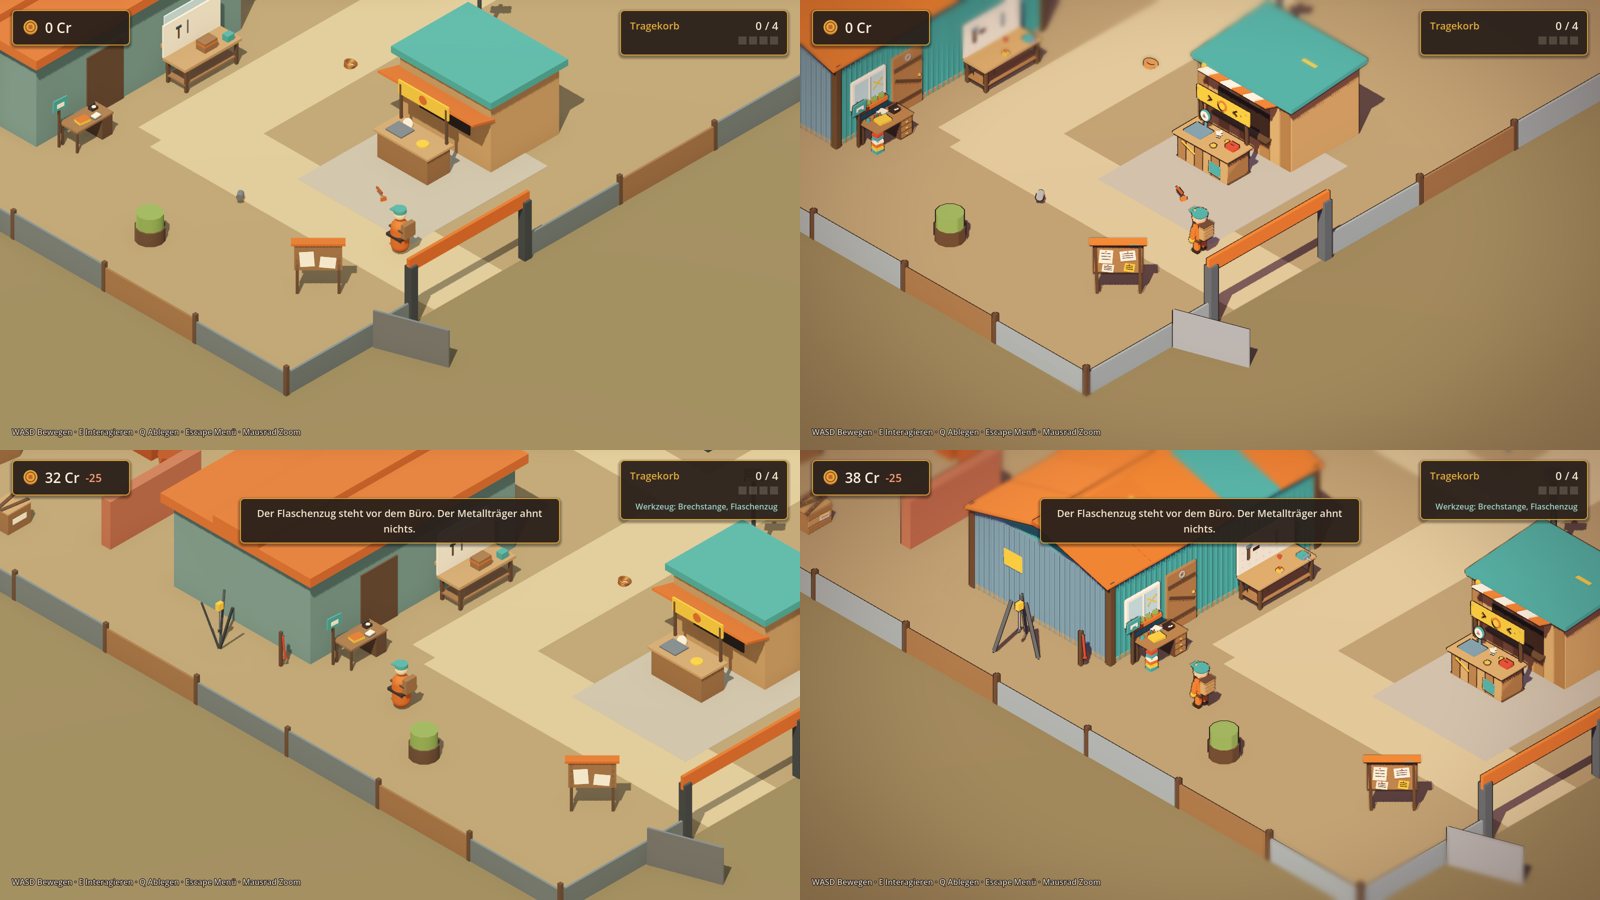 0 Cr
Tragekorb 0 / 4
WASD Bewegen · E Interagieren · Q Ablegen · Escape Menü · Mausrad Zoom
0 Cr
Tragekorb 0 / 4
WASD Bewegen · E Interagieren · Q Ablegen · Escape Menü · Mausrad Zoom
32 Cr -25
Der Flaschenzug steht vor dem Büro. Der Metallträger ahnt
nichts.
Tragekorb 0 / 4
Werkzeug: Brechstange, Flaschenzug
WASD Bewegen · E Interagieren · Q Ablegen · Escape Menü · Mausrad Zoom
38 Cr -25
Der Flaschenzug steht vor dem Büro. Der Metallträger ahnt
nichts.
Tragekorb 0 / 4
Werkzeug: Brechstange, Flaschenzug
WASD Bewegen · E Interagieren · Q Ablegen · Escape Menü · Mausrad Zoom